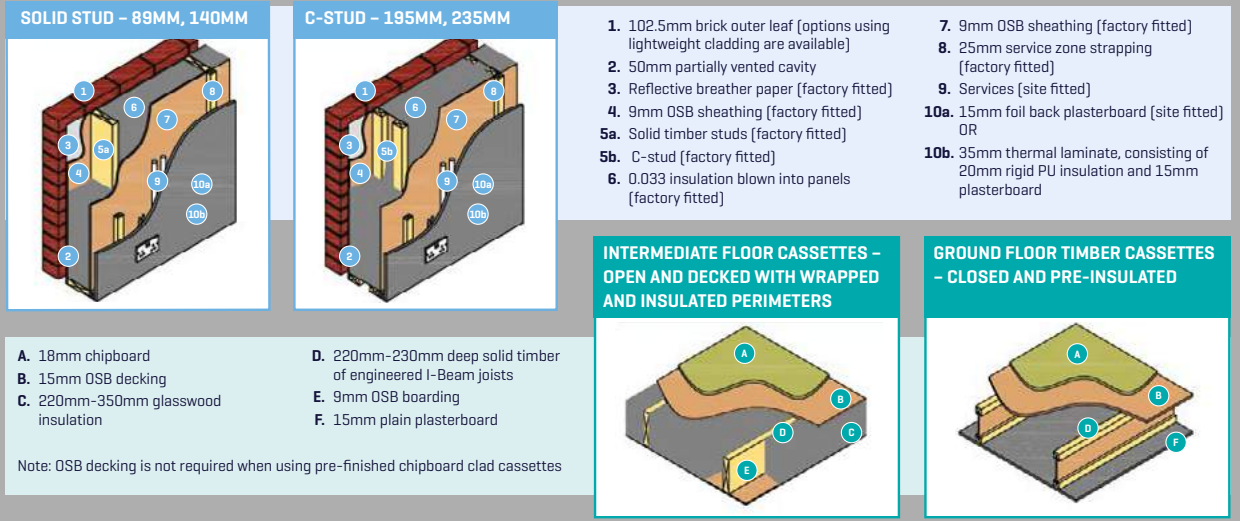 SOLID STUD – 89MM, 140MM
1
2
3
4
5a
6
7
8
9
10a
10b
C-STUD – 195MM, 235MM
1
2
3
4
5b
6
7
8
9
10a
10b
1. 102.5mm brick outer leaf (options using
lightweight cladding are available)
2. 50mm partially vented cavity
3. Reflective breather paper (factory fitted)
4. 9mm OSB sheathing (factory fitted)
5a. Solid timber studs (factory fitted)
5b. C-stud (factory fitted)
6. 0.033 insulation blown into panels
(factory fitted)
7. 9mm OSB sheathing (factory fitted)
8. 25mm service zone strapping
(factory fitted)
9. Services (site fitted)
10a. 15mm foil back plasterboard (site fitted)
OR
10b. 35mm thermal laminate, consisting of
20mm rigid PU insulation and 15mm
plasterboard
A. 18mm chipboard
B. 15mm OSB decking
C. 220mm-350mm glasswood
insulation
D. 220mm-230mm deep solid timber
of engineered I-Beam joists
E. 9mm OSB boarding
F. 15mm plain plasterboard
Note: OSB decking is not required when using pre-finished chipboard clad cassettes
INTERMEDIATE FLOOR CASSETTES –
OPEN AND DECKED WITH WRAPPED
AND INSULATED PERIMETERS
A
B
C
D
E
GROUND FLOOR TIMBER CASSETTES
– CLOSED AND PRE-INSULATED
A
B
D
F